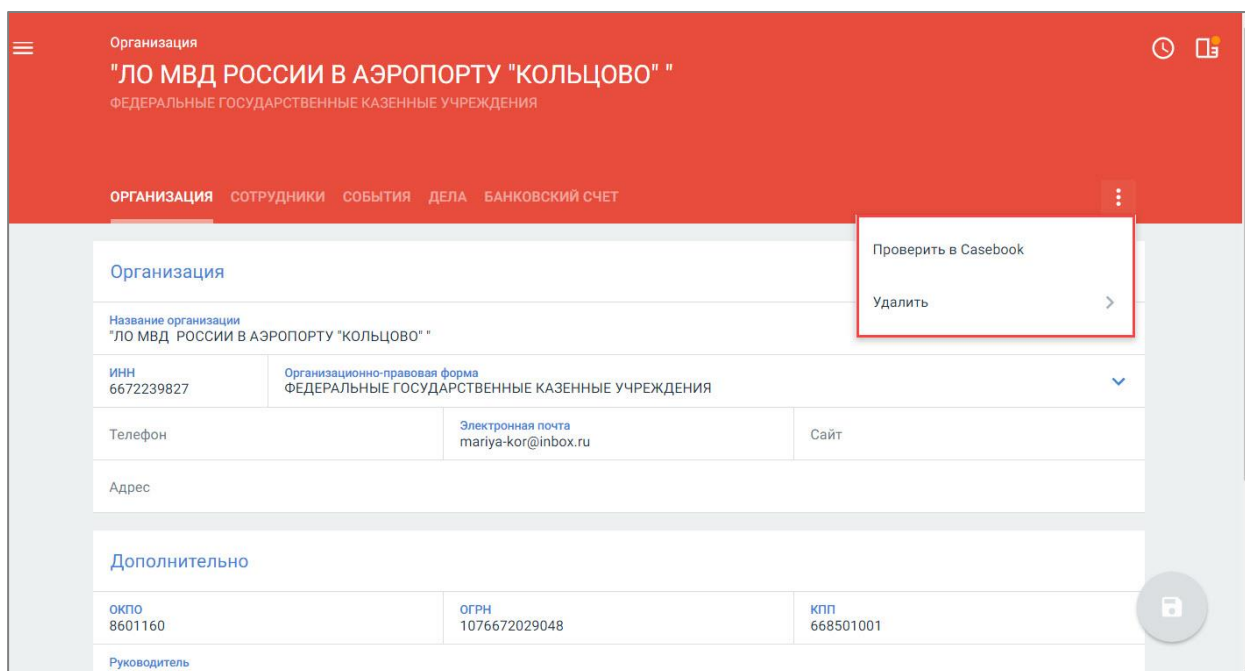 Организация
"ЛО МВД РОССИИ В АЭРОПОРТУ "КОЛЬЦОВО" "
ФЕДЕРАЛЬНЫЕ ГОСУДАРСТВЕННЫЕ КАЗЕННЫЕ УЧРЕЖДЕНИЯ
ОРГАНИЗАЦИЯ СОТРУДНИКИ СОБЫТИЯ ДЕЛА БАНКОВСКИЙ СЧЕТ
Проверить в Casebook
Удалить
Организация
Название организации
"ЛО МВД РОССИИ В АЭРОПОРТУ "КОЛЬЦОВО" "
ИНН Организационно-правовая форма
6672239827 ФЕДЕРАЛЬНЫЕ ГОСУДАРСТВЕННЫЕ КАЗЕННЫЕ УЧРЕЖДЕНИЯ
Телефон
Электронная почта
mariya-kor@inbox.ru
Сайт
Адрес
Дополнительно
ОКПО ОГРН КПП
8601160 1076672029048 668501001
Руководитель